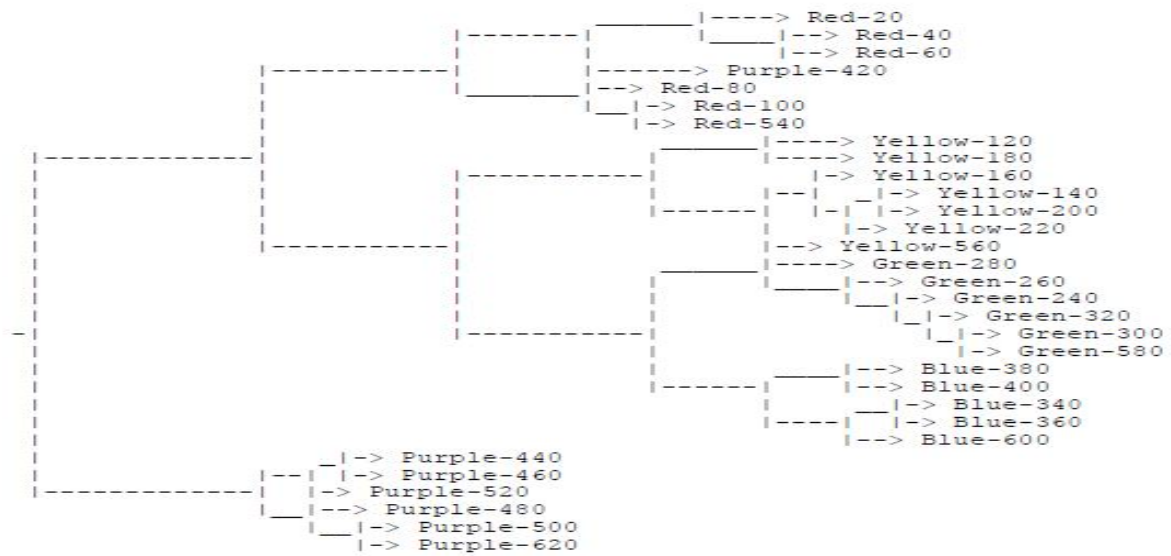 Red-20
Red-40
Red-60
Purple-420
Red-80
Red-100
Red-540
Yellow-120
Yellow-180
Yellow-160
Yellow-140
Yellow-200
Yellow-220
Yellow-560
Green-280
Green-260
Green-240
Green-320
Green-300
Green-580
Blue-380
Blue-400
Blue-340
Blue-360
Blue-600
Purple-440
Purple-460
Purple-520
Purple-480
Purple-500
Purple-620